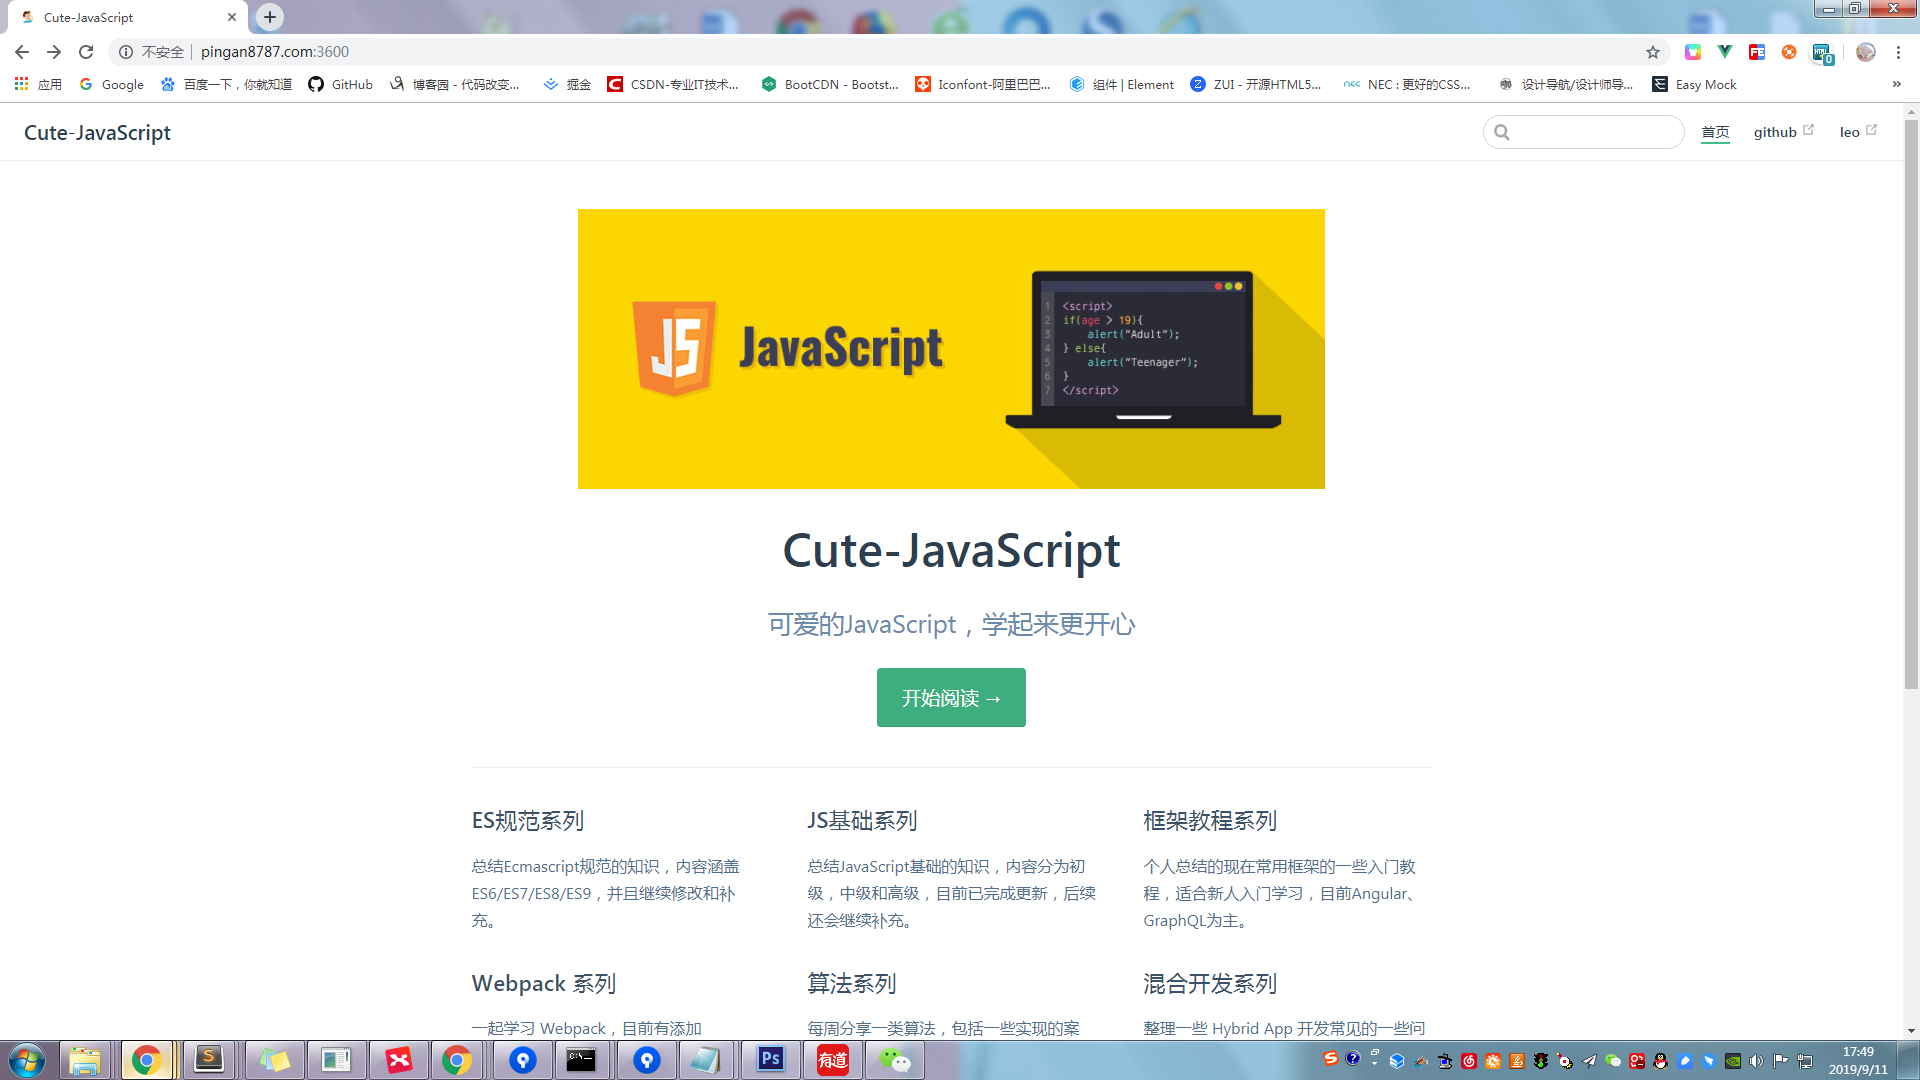 Cute-JavaScript
不安全 pingan8787.com:3600
应用 Google 百度一下，你就知道 GitHub 博客园 - 代码改变... 掘金 CSDN-专业IT技术... BootCDN - Bootst... Iconfont-阿里巴巴... 组件 | Element ZUI - 开源HTML5... NEC : 更好的CSS... 设计导航/设计师导... Easy Mock »
Cute-JavaScript 首页 github leo
JS JavaScript
1 <script>
2 if(age > 19){
3 alert("Adult");
4 } else{
5 alert("Teenager");
6 }
7 </script>
Cute-JavaScript
可爱的JavaScript，学起来更开心
开始阅读 →
ES规范系列
总结Ecmascript规范的知识，内容涵盖
ES6/ES7/ES8/ES9，并且继续修改和补
充。
JS基础系列
总结JavaScript基础的知识，内容分为初
级，中级和高级，目前已完成更新，后续
还会继续补充。
框架教程系列
个人总结的现在常用框架的一些入门教
程，适合新人入门学习，目前Angular、
GraphQL为主。
Webpack 系列
一起学习 Webpack，目前有添加
算法系列
每周分享一类算法，包括一些实现的案
混合开发系列
整理一些 Hybrid App 开发常见的一些问
Ps 有道
17:49
2019/9/11